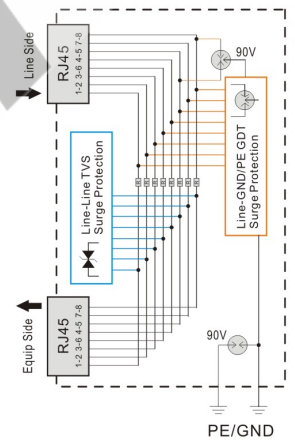 Line Side
RJ45
1-2 3-6 4-5 7-8
90V
Line-GND/PE GDT
Surge Protection
Line-Line TVS
Surge Protection
Equip Side
RJ45
1-2 3-6 4-5 7-8
90V
PE/GND